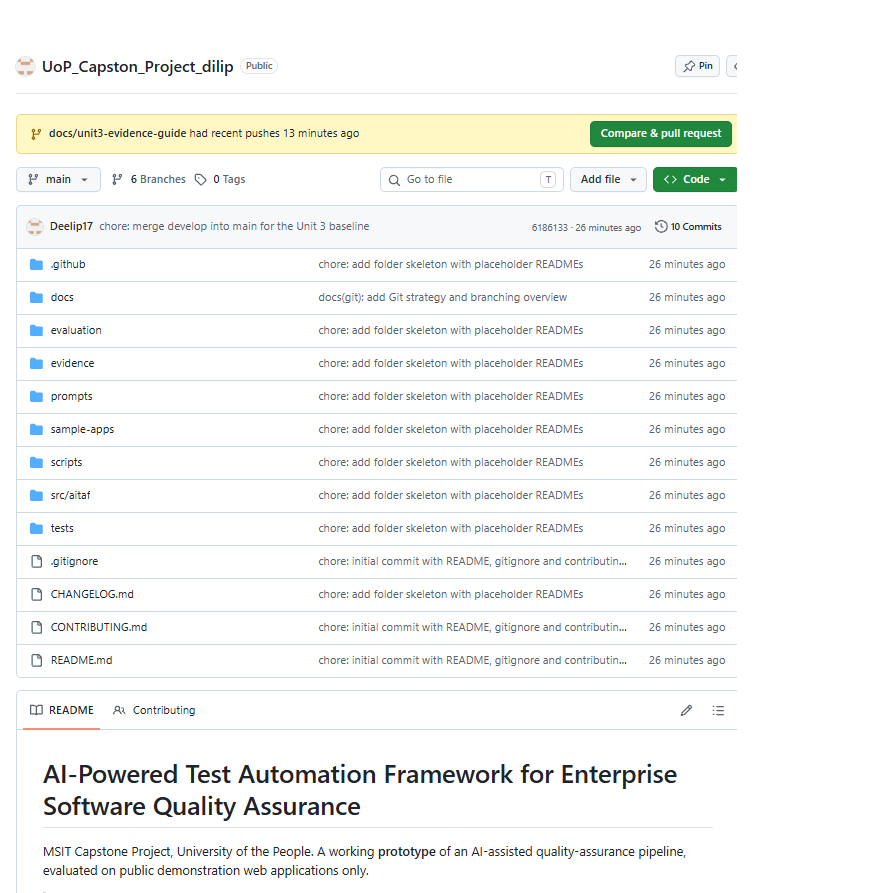 UoP_Capston_Project_dilip Public Pin
docs/unit3-evidence-guide had recent pushes 13 minutes ago Compare & pull request
main 6 Branches 0 Tags Go to file T Add file Code
Deelip17 chore: merge develop into main for the Unit 3 baseline 6186133 · 26 minutes ago 10 Commits
.github chore: add folder skeleton with placeholder READMEs 26 minutes ago
docs docs(git): add Git strategy and branching overview 26 minutes ago
evaluation chore: add folder skeleton with placeholder READMEs 26 minutes ago
evidence chore: add folder skeleton with placeholder READMEs 26 minutes ago
prompts chore: add folder skeleton with placeholder READMEs 26 minutes ago
sample-apps chore: add folder skeleton with placeholder READMEs 26 minutes ago
scripts chore: add folder skeleton with placeholder READMEs 26 minutes ago
src/aitaf chore: add folder skeleton with placeholder READMEs 26 minutes ago
tests chore: add folder skeleton with placeholder READMEs 26 minutes ago
.gitignore chore: initial commit with README, gitignore and contributin... 26 minutes ago
CHANGELOG.md chore: add folder skeleton with placeholder READMEs 26 minutes ago
CONTRIBUTING.md chore: initial commit with README, gitignore and contributin... 26 minutes ago
README.md chore: initial commit with README, gitignore and contributin... 26 minutes ago
README Contributing
AI-Powered Test Automation Framework for Enterprise
Software Quality Assurance
MSIT Capstone Project, University of the People. A working prototype of an AI-assisted quality-assurance pipeline,
evaluated on public demonstration web applications only.